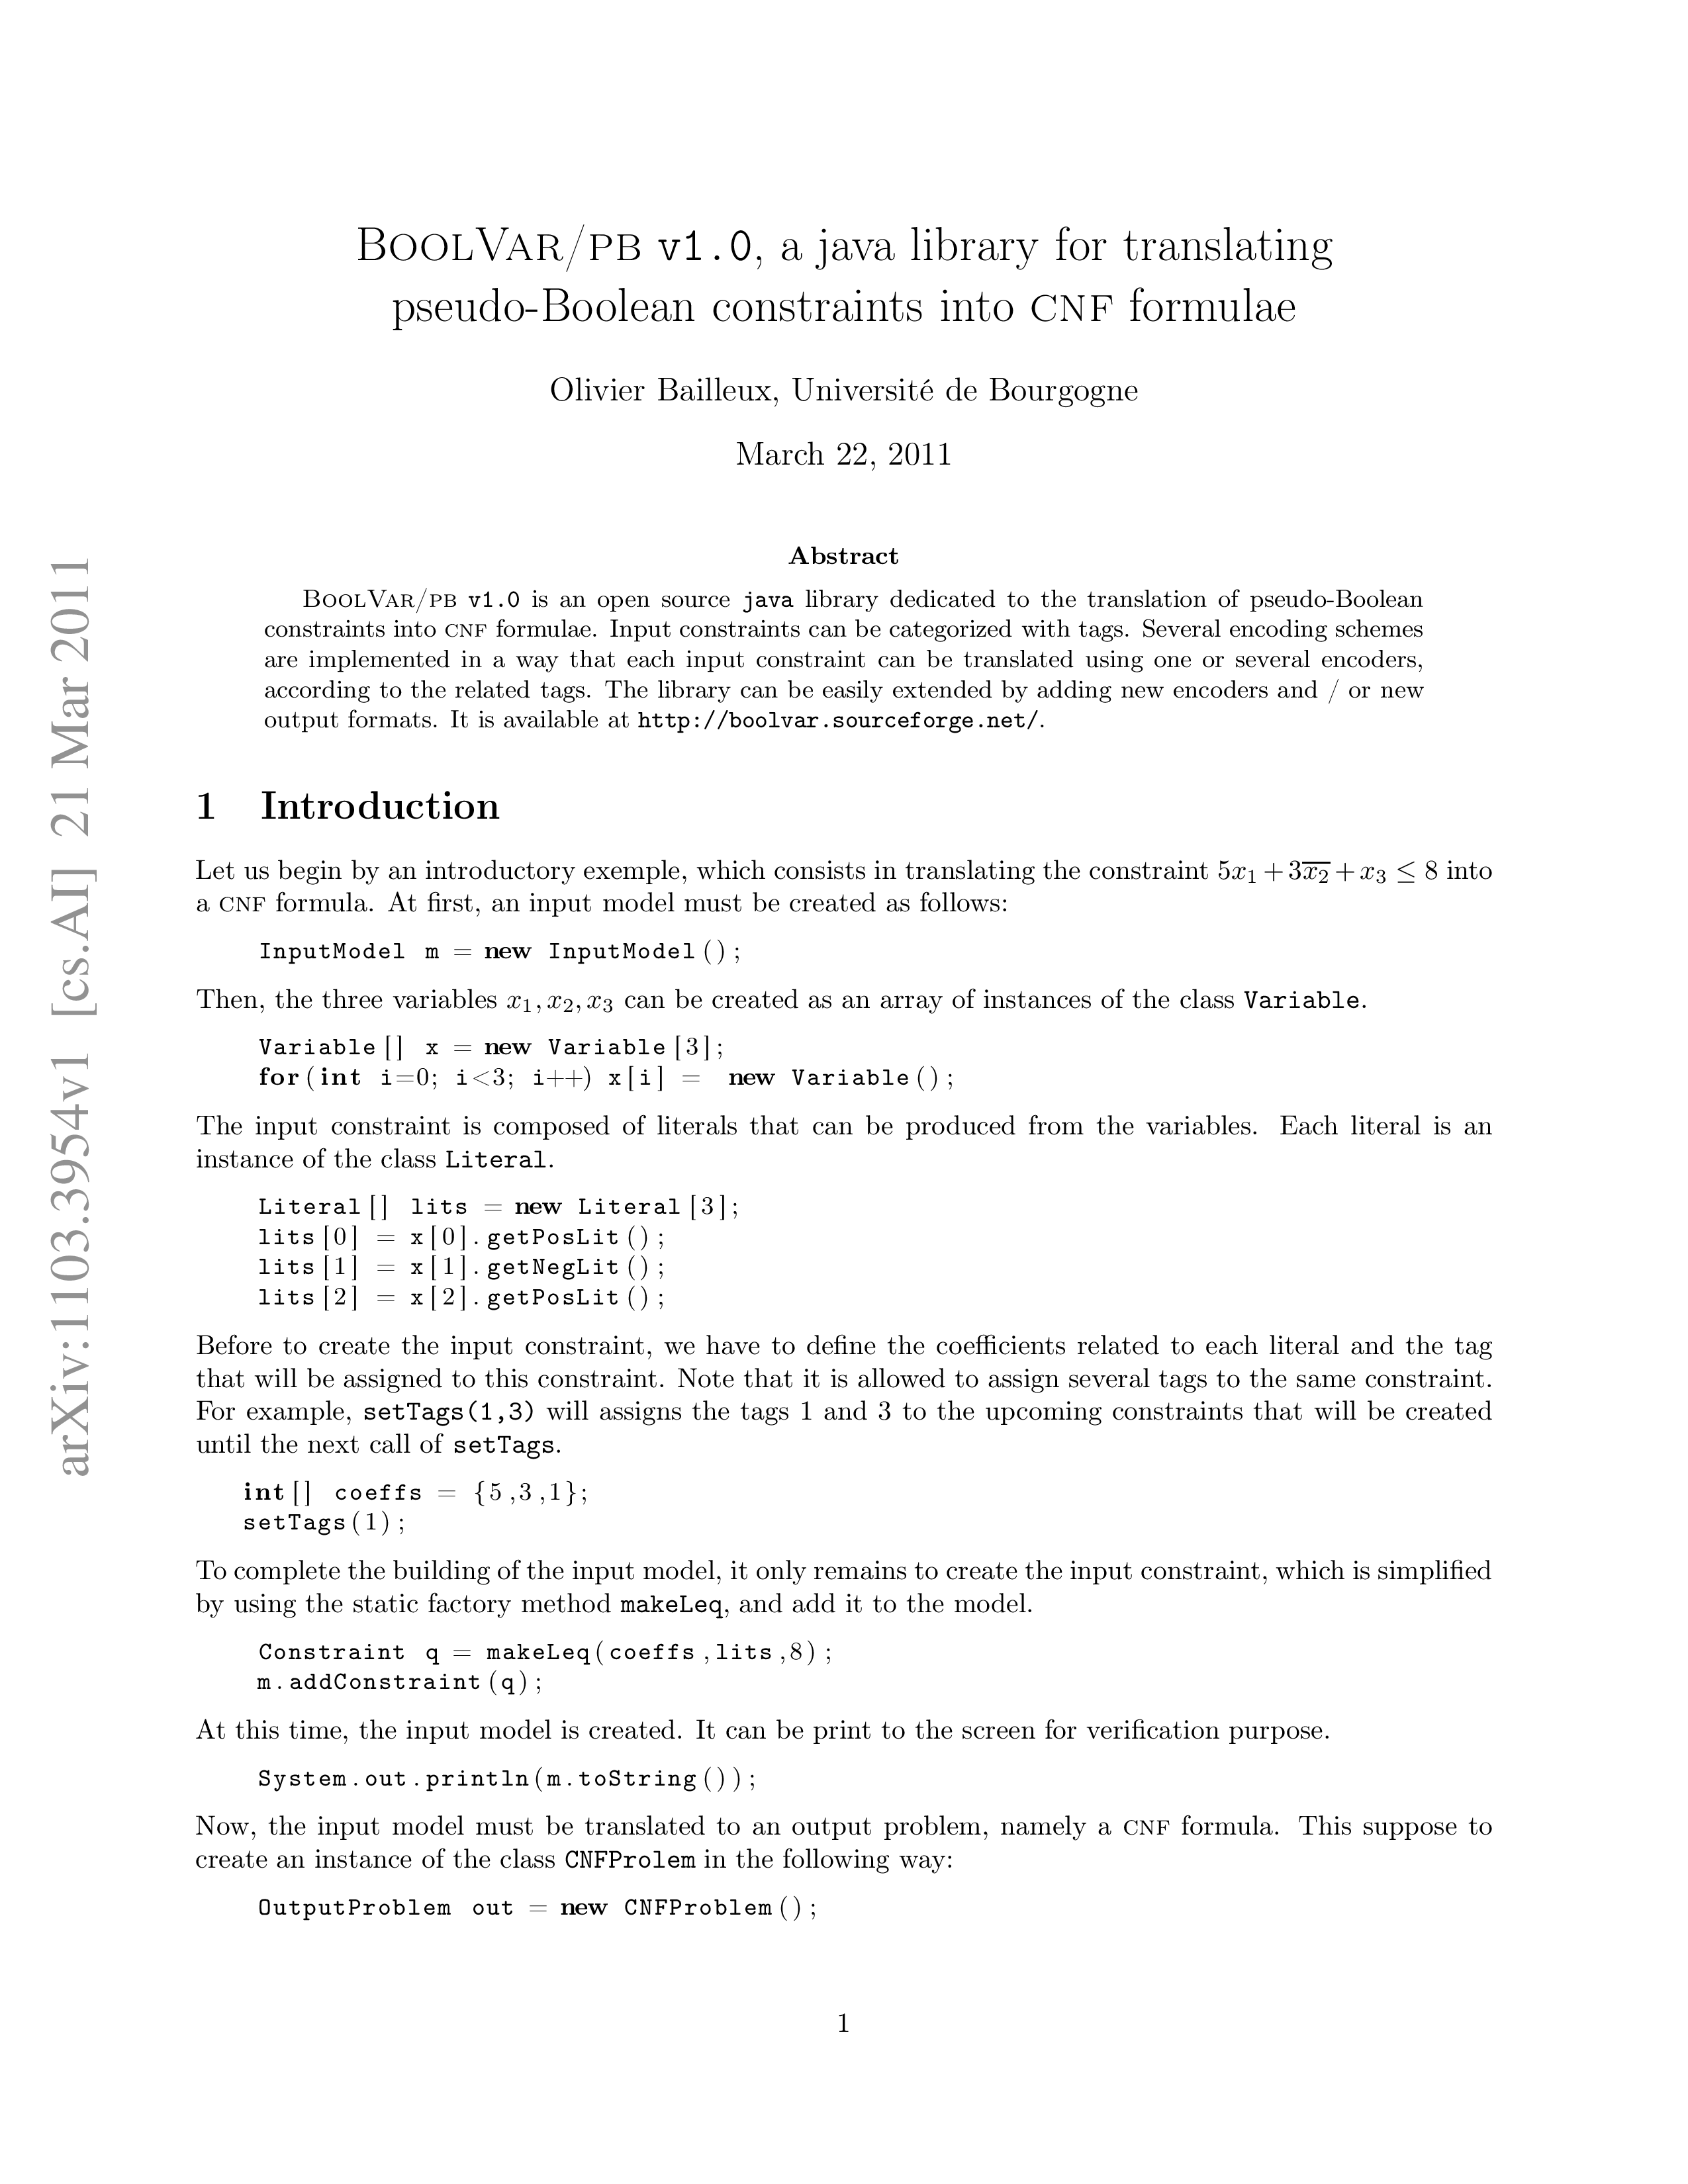 BOOLVAR/PB v1.0, a java library for translating
pseudo-Boolean constraints into CNF formulae
Olivier Bailleux, Université de Bourgogne
March 22, 2011
Abstract
BOOLVAR/PB v1.0 is an open source java library dedicated to the translation of pseudo-Boolean
constraints into CNF formulae. Input constraints can be categorized with tags. Several encoding schemes
are implemented in a way that each input constraint can be translated using one or several encoders,
according to the related tags. The library can be easily extended by adding new encoders and / or new
output formats. It is available at http://boolvar.sourceforge.net/.
1 Introduction
Let us begin by an introductory exemple, which consists in translating the constraint 5x₁ + 3x̅₂ + x₃ ≤ 8 into
a CNF formula. At first, an input model must be created as follows:
InputModel m = new InputModel();
Then, the three variables x₁, x₂, x₃ can be created as an array of instances of the class Variable.
Variable[] x = new Variable[3];
for(int i=0; i<3; i++) x[i] = new Variable();
The input constraint is composed of literals that can be produced from the variables. Each literal is an
instance of the class Literal.
Literal[] lits = new Literal[3];
lits[0] = x[0].getPosLit();
lits[1] = x[1].getNegLit();
lits[2] = x[2].getPosLit();
Before to create the input constraint, we have to define the coefficients related to each literal and the tag
that will be assigned to this constraint. Note that it is allowed to assign several tags to the same constraint.
For example, setTags(1,3) will assigns the tags 1 and 3 to the upcoming constraints that will be created
until the next call of setTags.
int[] coeffs = {5,3,1};
setTags(1);
To complete the building of the input model, it only remains to create the input constraint, which is simplified
by using the static factory method makeLeq, and add it to the model.
Constraint q = makeLeq(coeffs,lits,8);
m.addConstraint(q);
At this time, the input model is created. It can be print to the screen for verification purpose.
System.out.println(m.toString());
Now, the input model must be translated to an output problem, namely a CNF formula. This suppose to
create an instance of the class CNFProlem in the following way:
OutputProblem out = new CNFProblem();
1
arXiv:1103.3954v1 [cs.AI] 21 Mar 2011